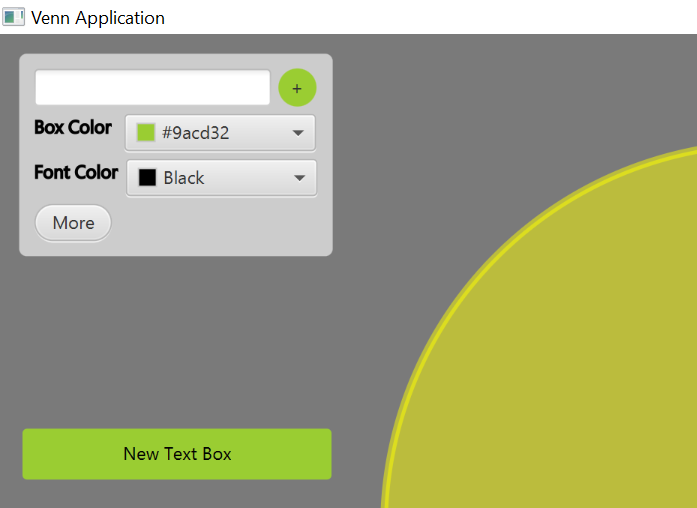 Venn Application
+
Box Color
#9acd32
Font Color
Black
More
New Text Box